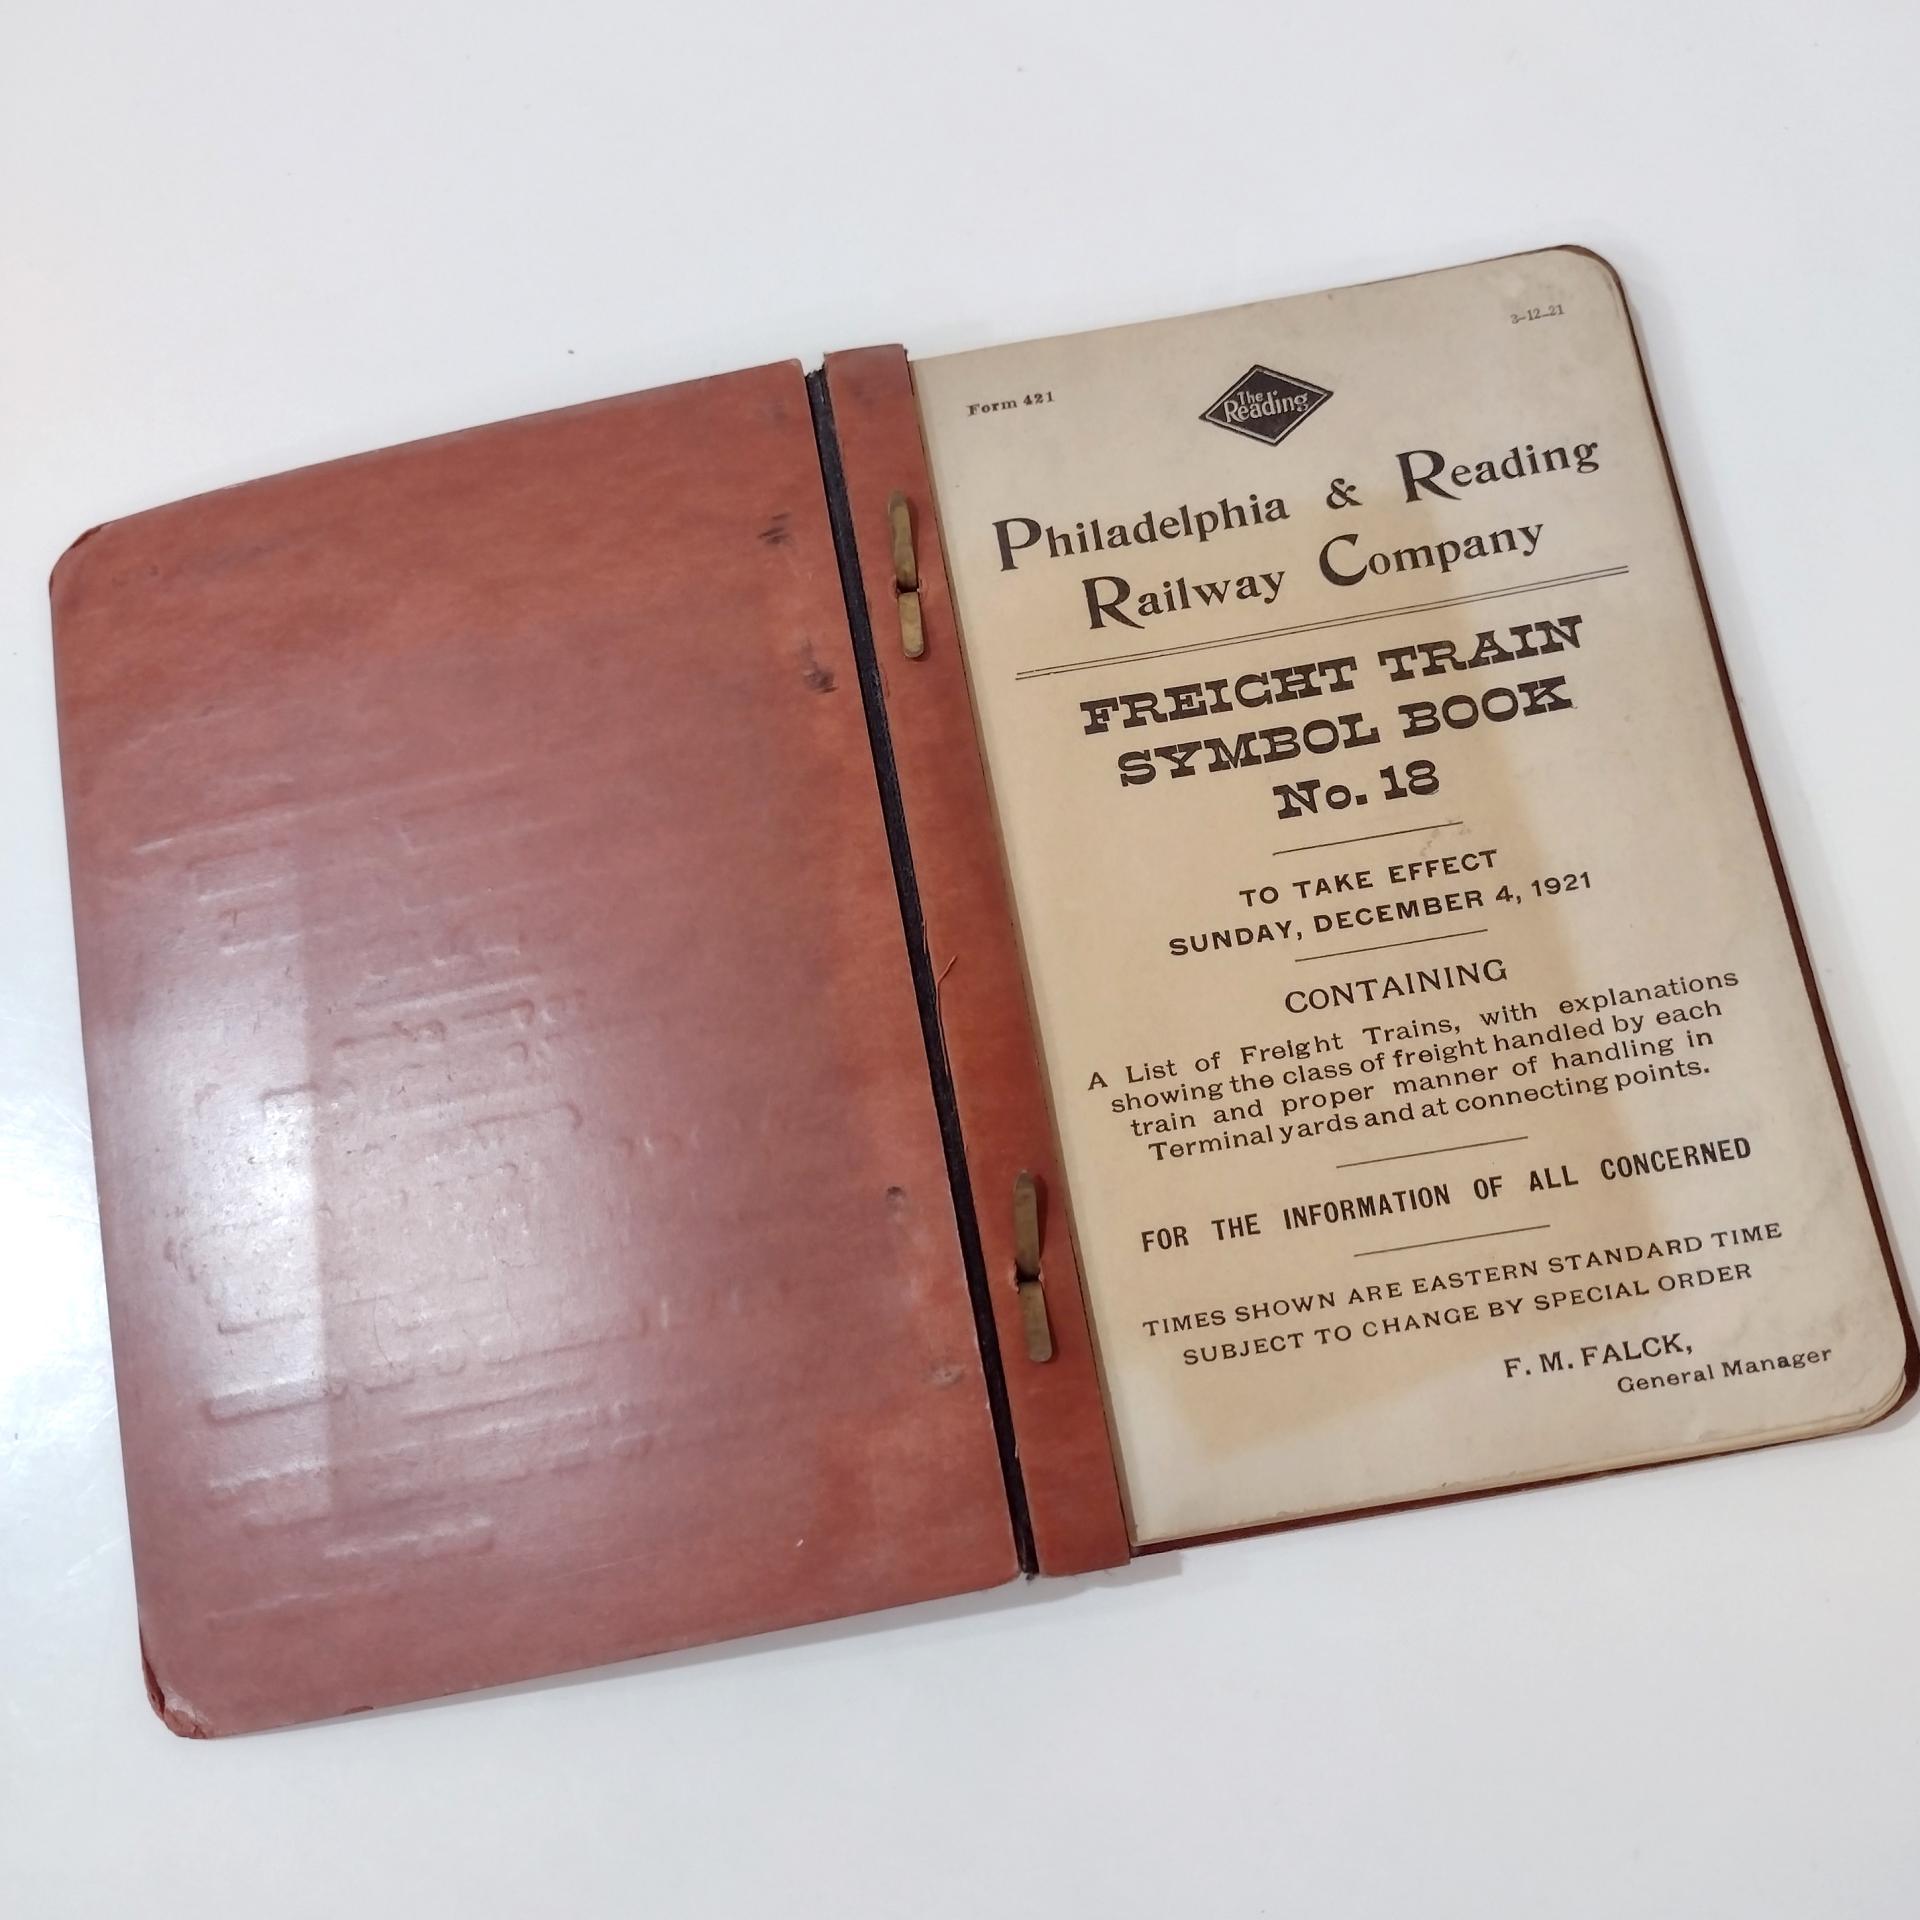 3-12-21
Form 421
The
Reading
Philadelphia & Reading
Railway Company
FREIGHT TRAIN
SYMBOL BOOK
No. 18
TO TAKE EFFECT
SUNDAY, DECEMBER 4, 1921
CONTAINING
A List of Freight Trains, with explanations
showing the class of freight handled by each
train and proper manner of handling in
Terminal yards and at connecting points.
FOR THE INFORMATION OF ALL CONCERNED
TIMES SHOWN ARE EASTERN STANDARD TIME
SUBJECT TO CHANGE BY SPECIAL ORDER
F. M. FALCK,
General Manager